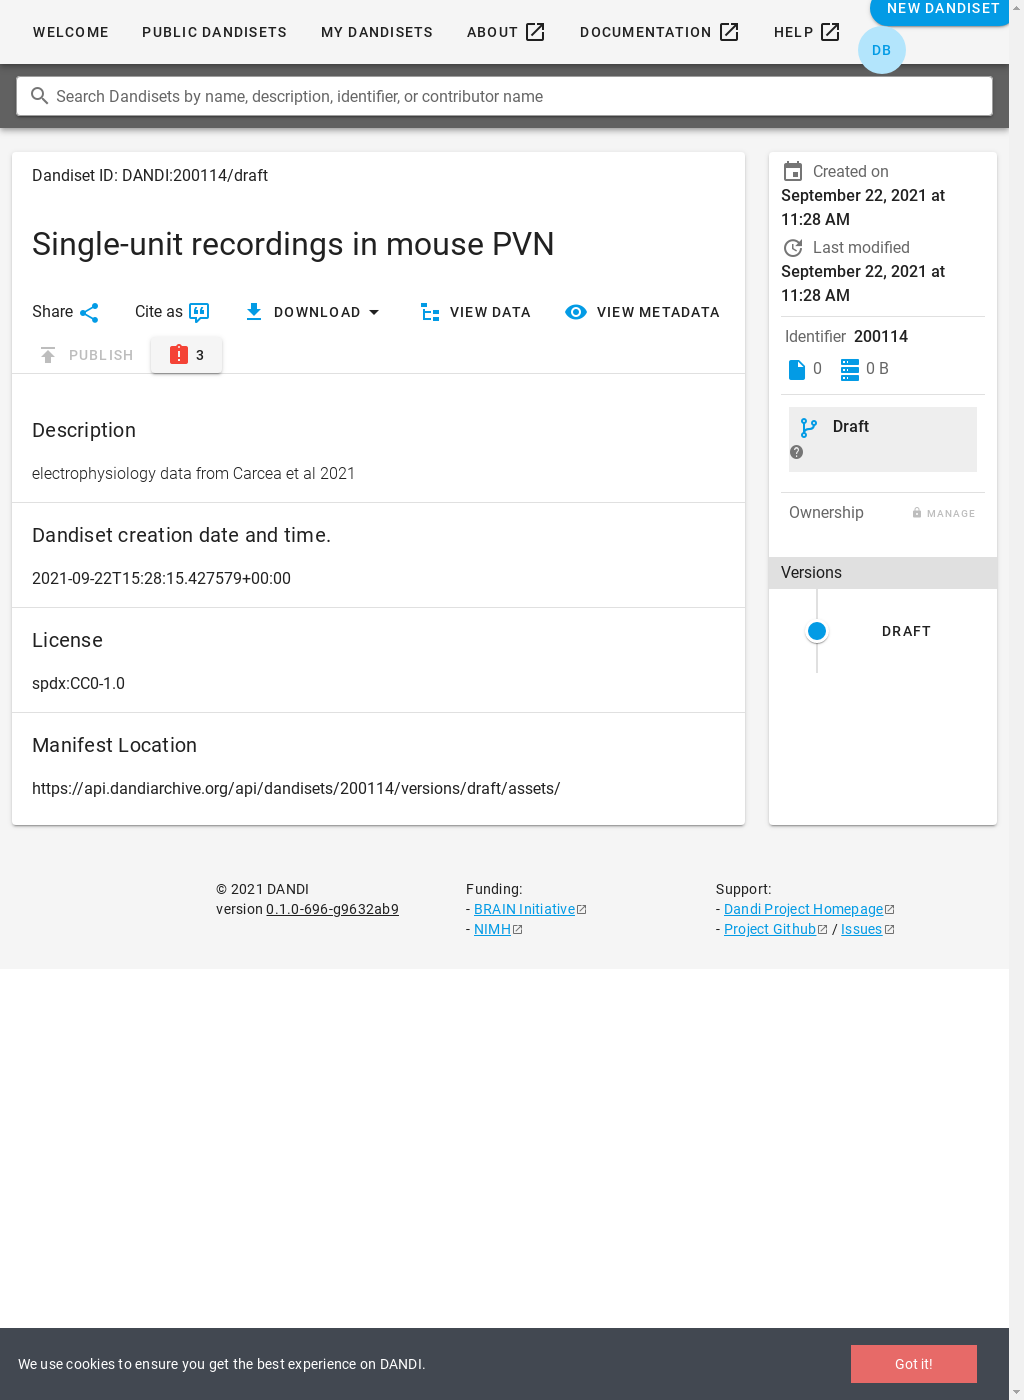 WELCOME PUBLIC DANDISETS MY DANDISETS ABOUT DOCUMENTATION HELP NEW DANDISET
DB
Search Dandisets by name, description, identifier, or contributor name
Dandiset ID: DANDI:200114/draft
Single-unit recordings in mouse PVN
Share Cite as DOWNLOAD VIEW DATA VIEW METADATA
PUBLISH 3
Description
electrophysiology data from Carcea et al 2021
Dandiset creation date and time.
2021-09-22T15:28:15.427579+00:00
License
spdx:CC0-1.0
Manifest Location
https://api.dandiarchive.org/api/dandisets/200114/versions/draft/assets/
Created on
September 22, 2021 at
11:28 AM
Last modified
September 22, 2021 at
11:28 AM
Identifier 200114
0 0 B
Draft
Ownership MANAGE
Versions
DRAFT
© 2021 DANDI
version 0.1.0-696-g9632ab9
Funding:
- BRAIN Initiative
- NIMH
Support:
- Dandi Project Homepage
- Project Github / Issues
We use cookies to ensure you get the best experience on DANDI.
Got it!